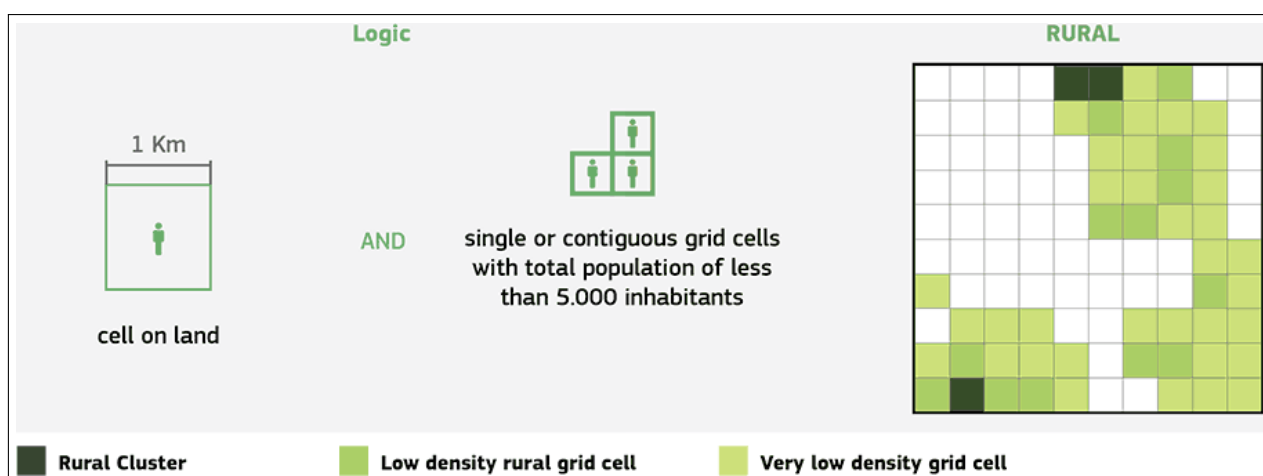 Logic
RURAL
1 Km
AND
single or contiguous grid cells
with total population of less
than 5.000 inhabitants
cell on land
Rural Cluster
Low density rural grid cell
Very low density grid cell